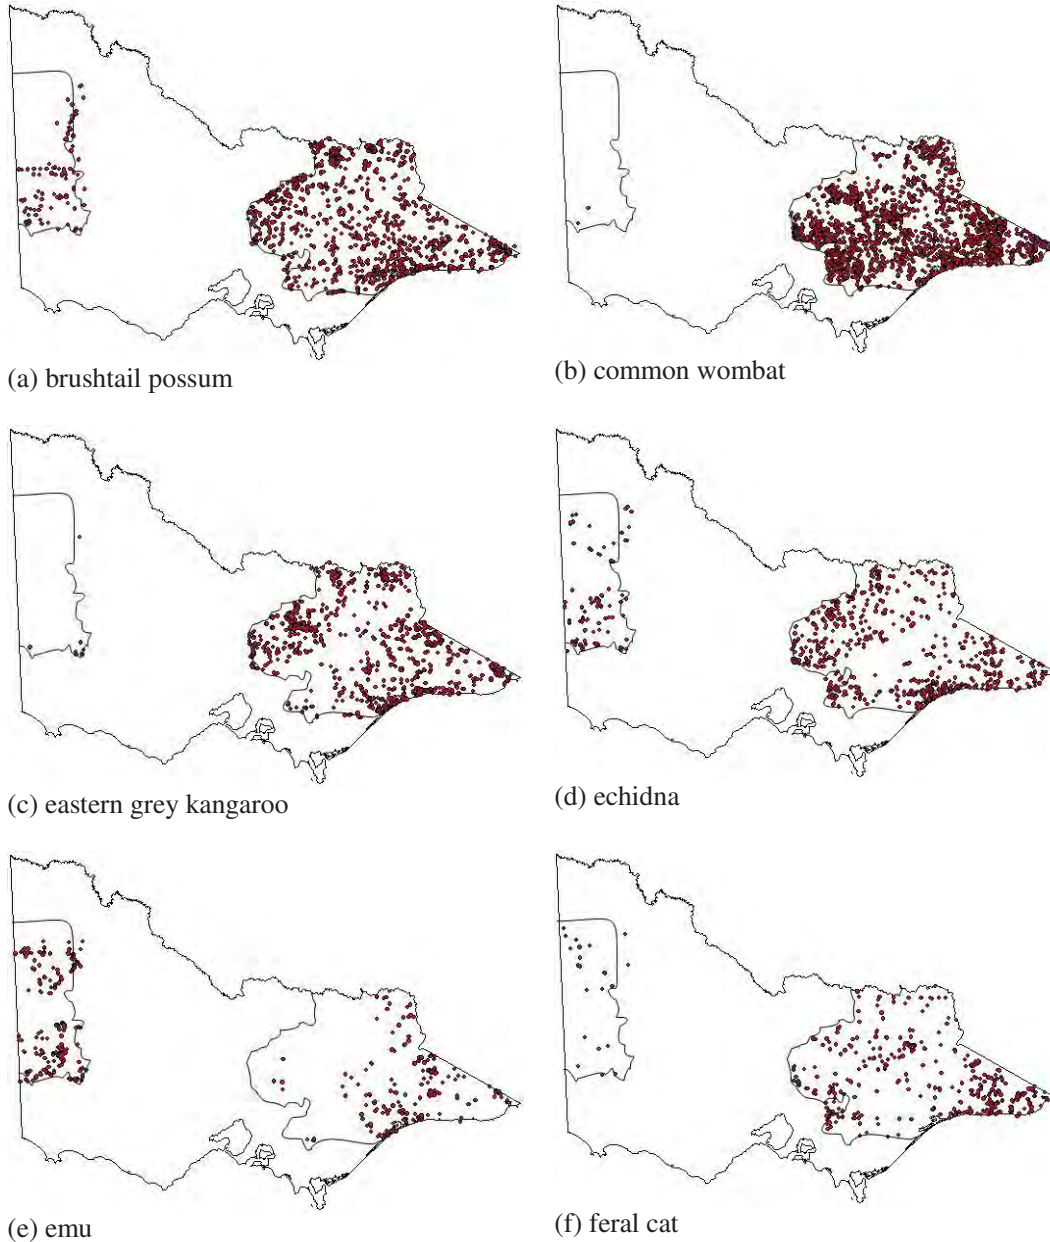 (a) brushtail possum
(b) common wombat
(c) eastern grey kangaroo
(d) echidna
(e) emu
(f) feral cat